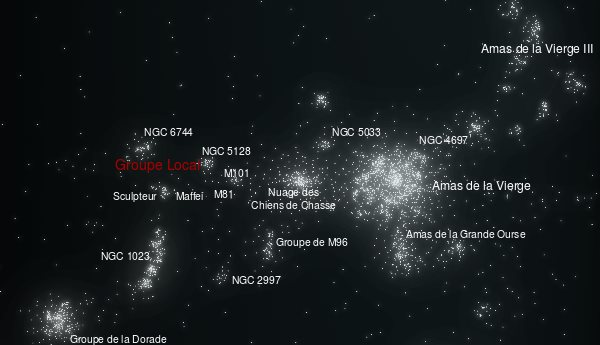 Amas de la Vierge III
NGC 6744
NGC 5033
NGC 4697
NGC 5128
Groupe Local
M101
Amas de la Vierge
Sculpteur
Maffei
M81
Nuage des
Chiens de Chasse
Amas de la Grande Ourse
Groupe de M96
NGC 1023
NGC 2997
Groupe de la Dorade